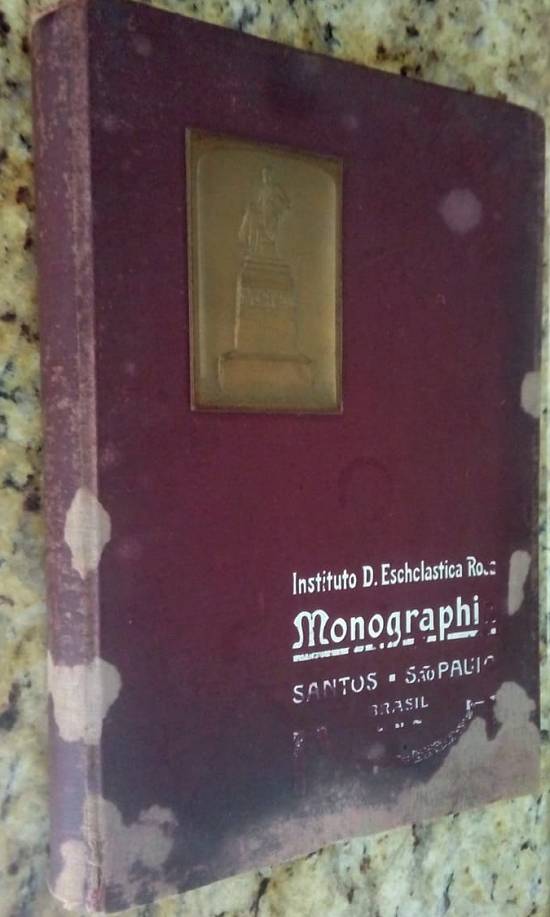 Instituto D. Eschclastica
Monographi
SANTOS SÃO PAULO
BRASIL